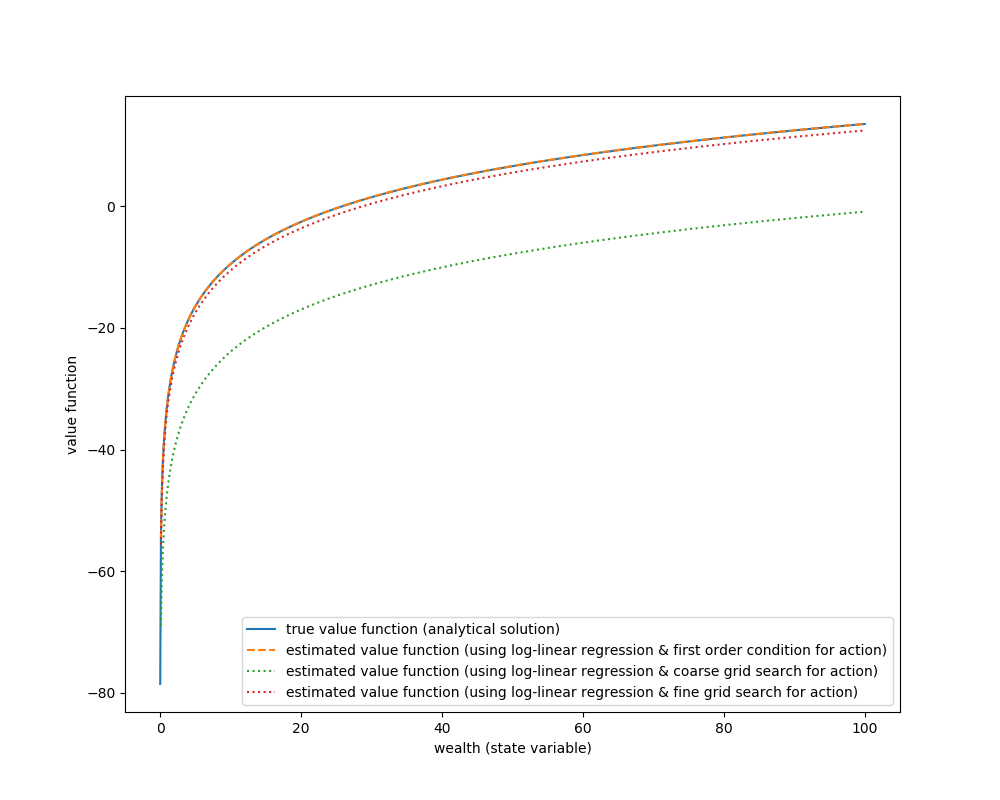 0
−20
−40
−60
−80
value function
true value function (analytical solution)
estimated value function (using log-linear regression & first order condition for action)
estimated value function (using log-linear regression & coarse grid search for action)
estimated value function (using log-linear regression & fine grid search for action)
0 20 40 60 80 100
wealth (state variable)